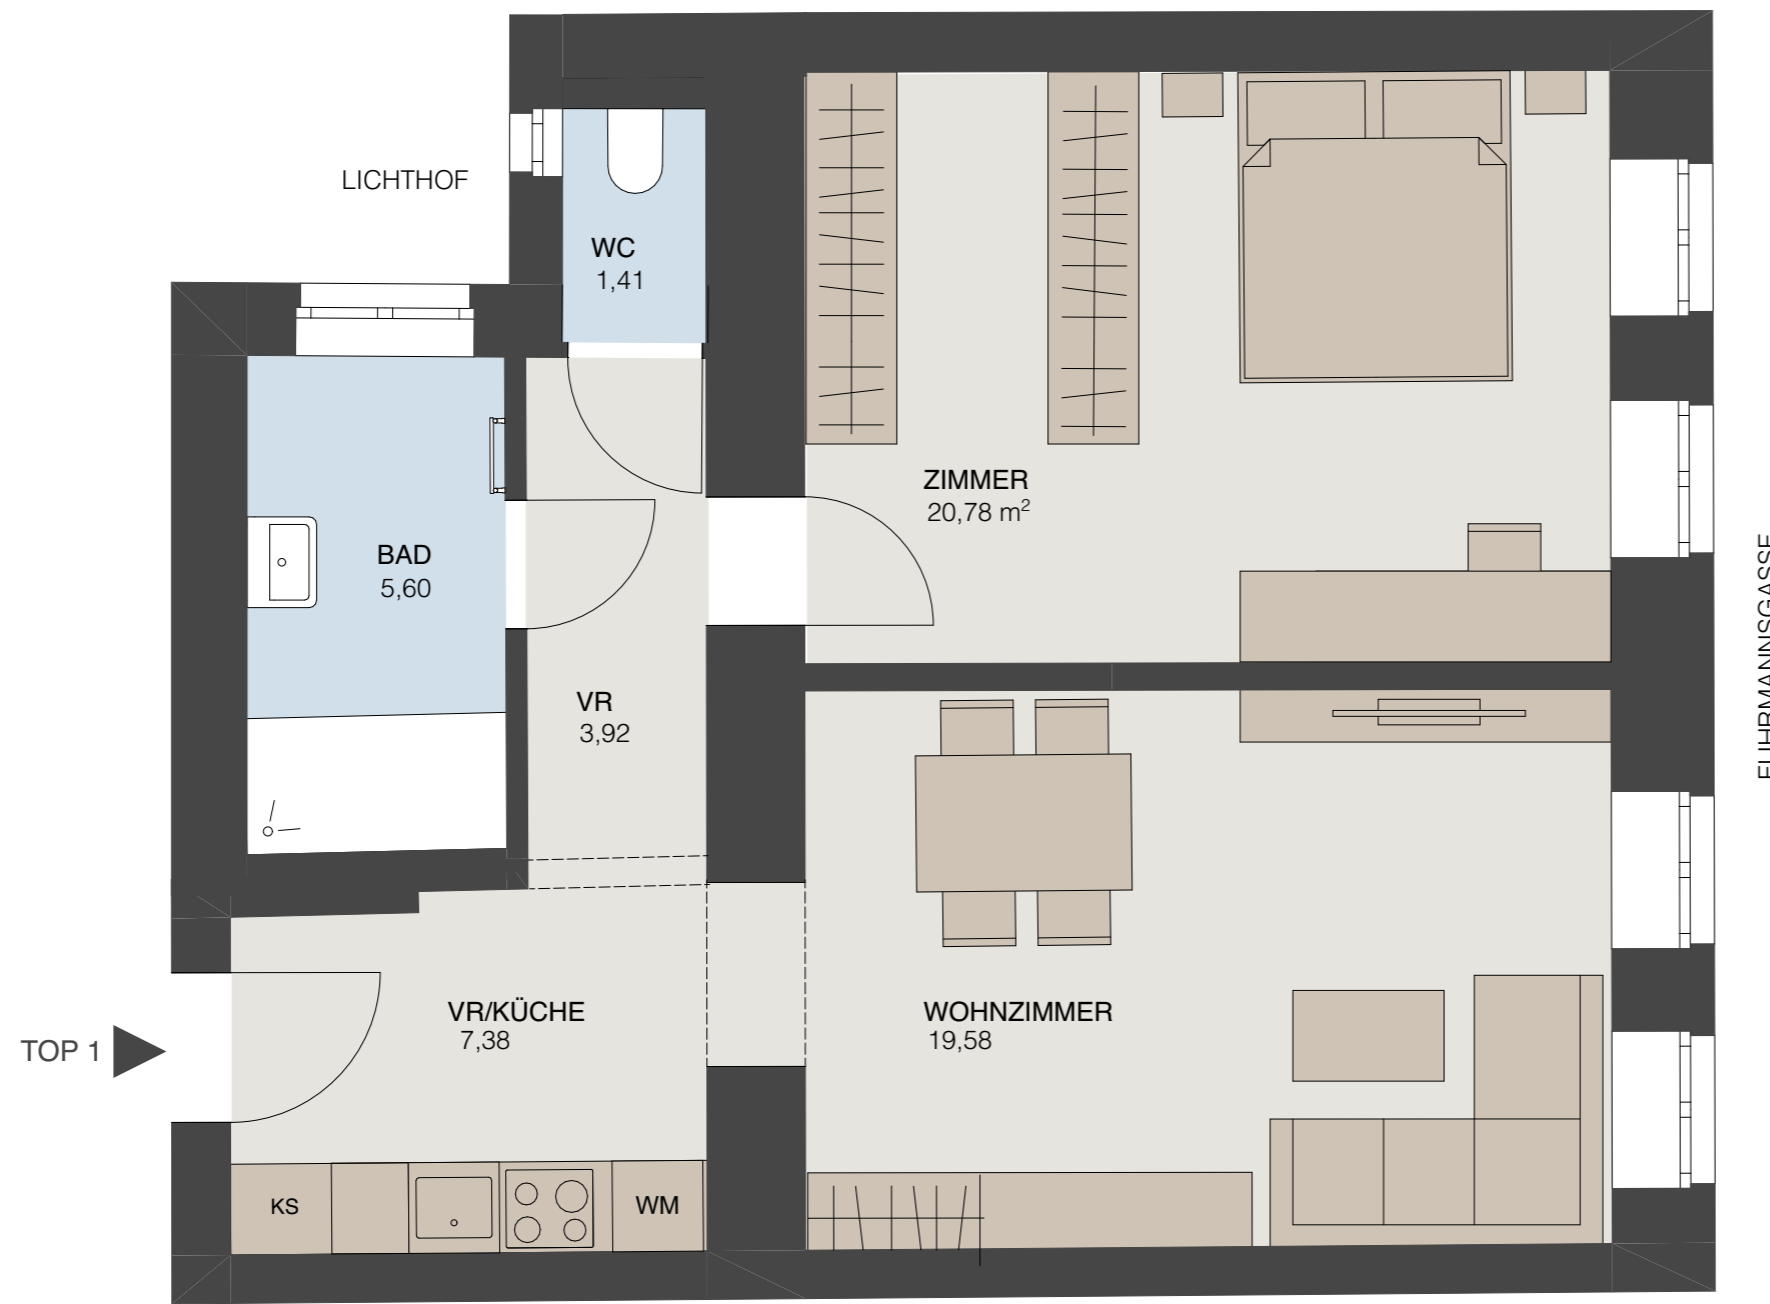 LICHTHOF
WC
1,41
ZIMMER
20,78 m²
BAD
5,60
FUHRMANNSGASSE
VR
3,92
VR/KÜCHE
7,38
WOHNZIMMER
19,58
TOP 1
KS
WM